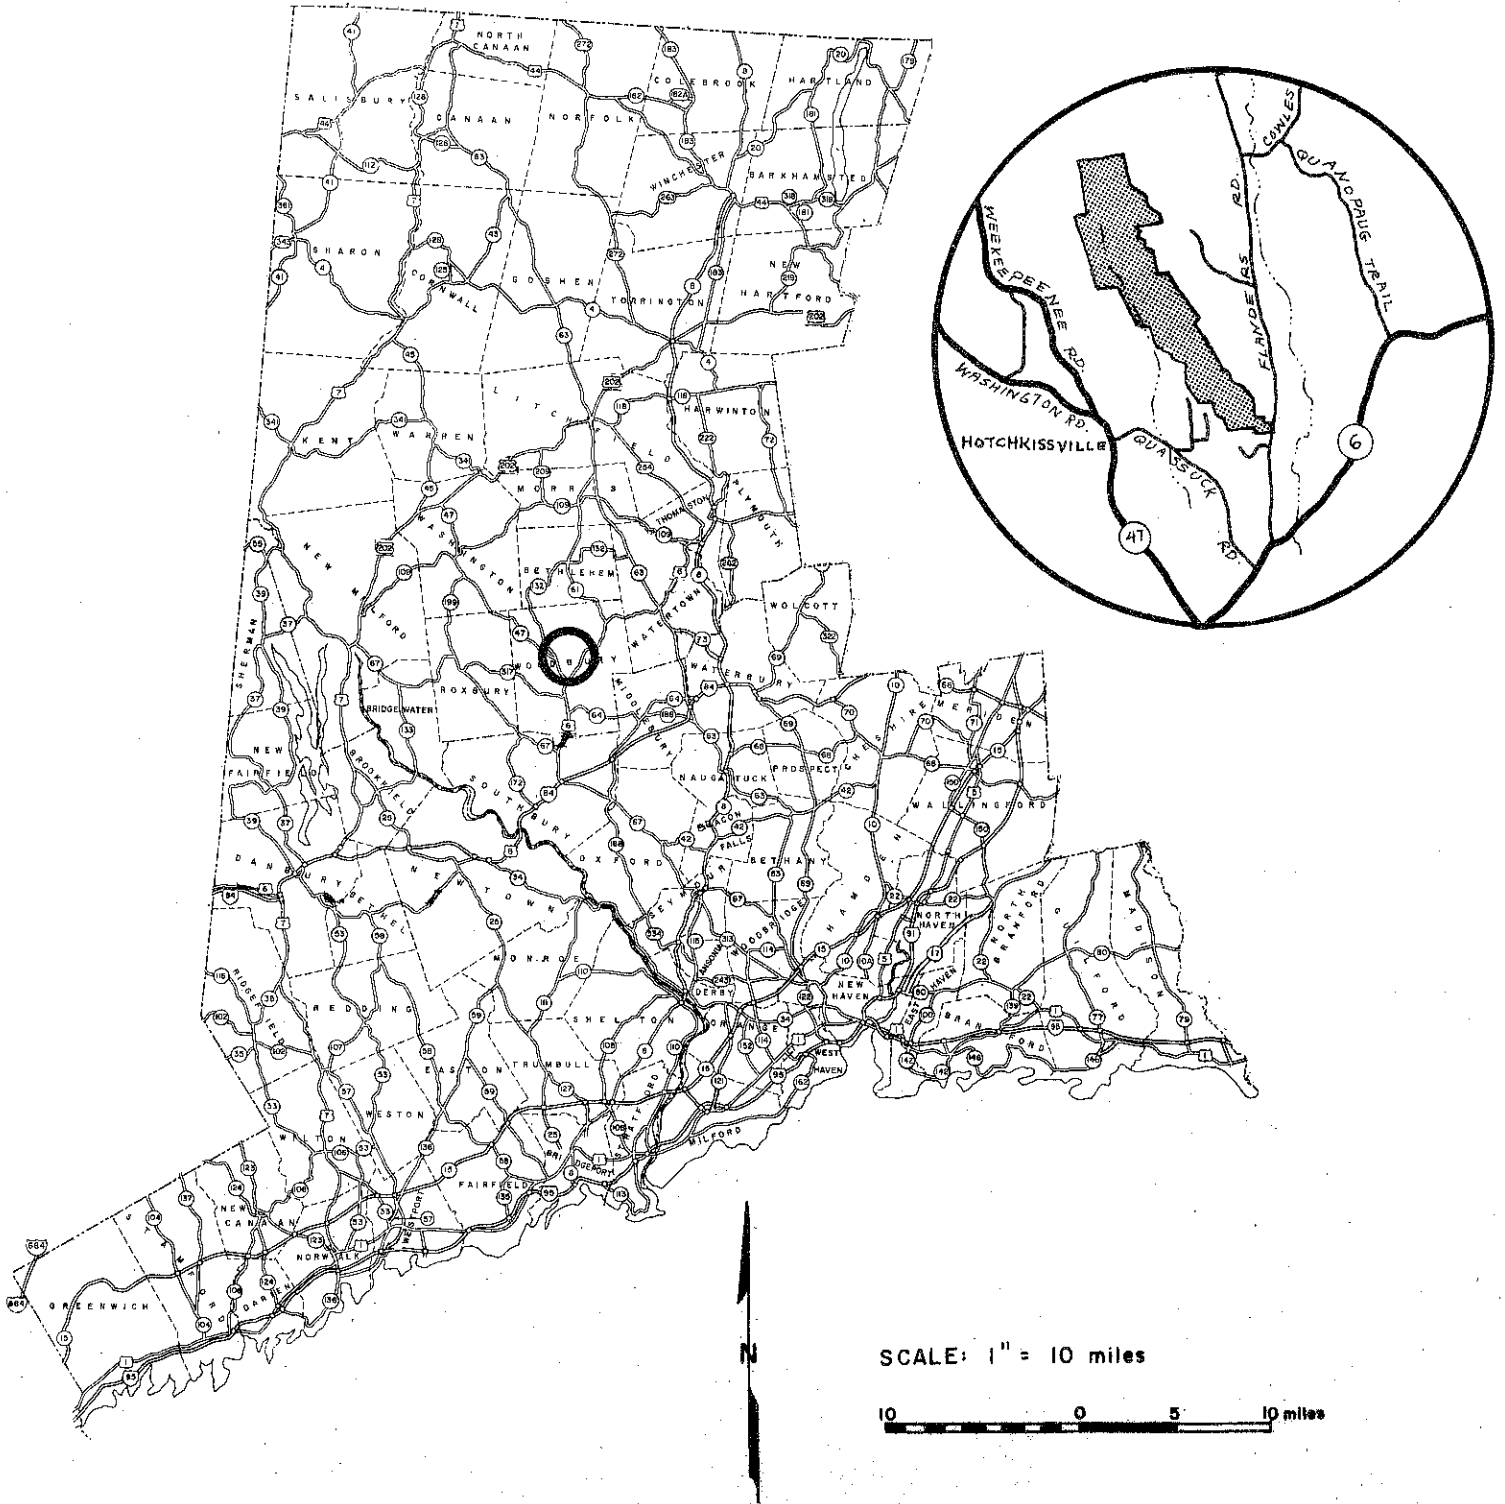 NORTH
CANAAN
SALISBURY
CANAAN
NORFOLK
COLEBROOK
HARTLAND
WINCHESTER
BARKHAMSTED
SHARON
CORNWALL
GOSHEN
TORRINGTON
NEW
HARTFORD
KENT
WARREN
LITCHFIELD
HARWINTON
MORRIS
THOMASTON
PLYMOUTH
WASHINGTON
BETHLEHEM
WATERTOWN
WOLCOTT
NEW MILFORD
SHERMAN
ROXBURY
WATERBURY
MIDDLEBURY
BRIDGEWATER
NEW
FAIRFIELD
BROOKFIELD
SOUTHBURY
NAUGATUCK
PROSPECT
CHESHIRE
MERIDEN
WALLINGFORD
BEACON
FALLS
DANBURY
BETHEL
NEWTOWN
OXFORD
BETHANY
SEYMOUR
HAMDEN
NORTH
HAVEN
NORTH
BRANFORD
GUILFORD
MADISON
MONROE
ANSONIA
WOODBRIDGE
DERBY
NEW
HAVEN
EAST HAVEN
BRANFORD
RIDGEFIELD
REDDING
SHELTON
ORANGE
WEST
HAVEN
EASTON
TRUMBULL
STRATFORD
WESTON
WILTON
MILFORD
BRIDGEPORT
FAIRFIELD
WESTPORT
NEW
CANAAN
NORWALK
STAMFORD
DARIEN
GREENWICH
COWLES
QUANOPAUG TRAIL
FLANDERS RD.
WEEKEEPEENEE RD.
WASHINGTON RD.
HOTCHKISSVILLE
QUASSUCK RD.
6
47
N
SCALE: 1" = 10 miles
10 0 5 10 miles